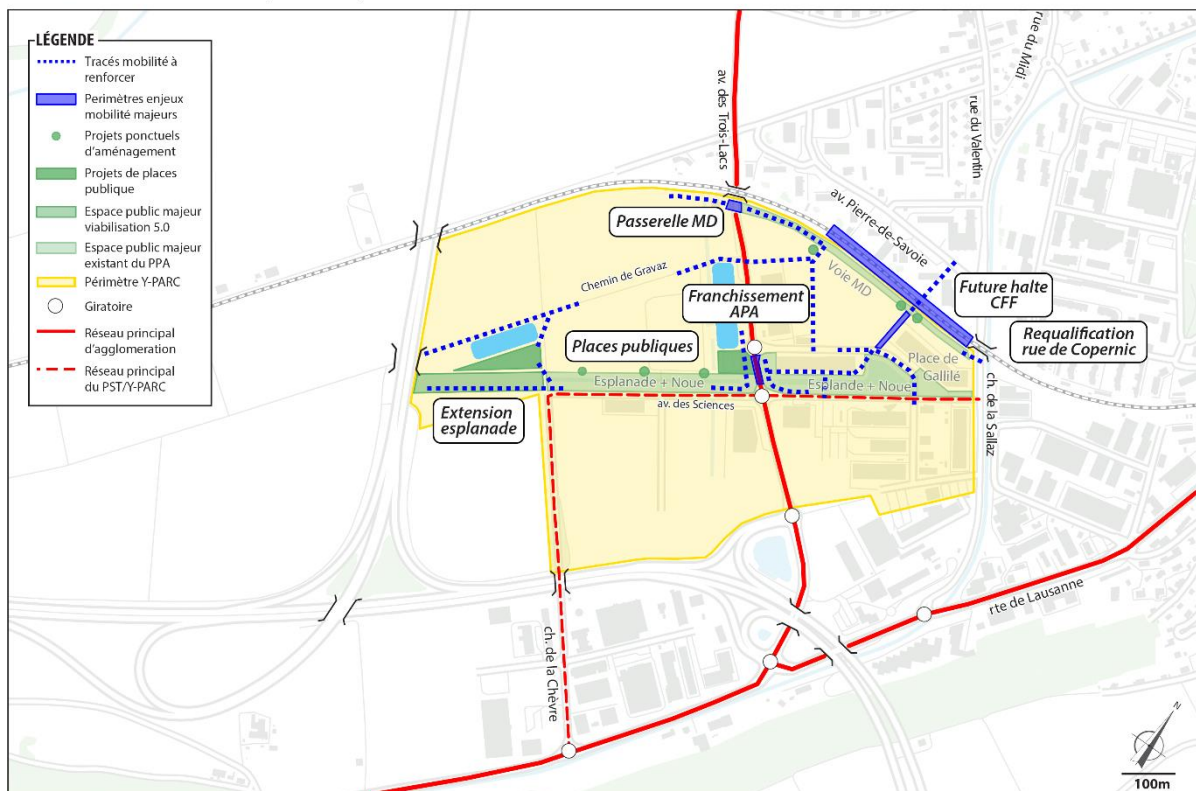 LÉGENDE
Tracés mobilité à
renforcer
Perimètres enjeux
mobilité majeurs
Projets ponctuels
d'aménagement
Projets de places
publique
Espace public majeur
viabilisation 5.0
Espace public majeur
existant du PPA
Périmètre Y-PARC
Giratoire
Réseau principal
d'agglomeration
Réseau principal
du PST/Y-PARC
rue du Midi
av. des Trois-Lacs
rue du Valentin
av. Pierre-de-Savoie
Passerelle MD
Voie MD
Chemin de Gravaz
Franchissement
APA
Future halte
CFF
Requalification
rue de Copernic
Places publiques
Place de
Gallilé
Esplanade + Noue
Esplande + Noue
av. des Sciences
Extension
esplanade
ch. de la Sallaz
rte de Lausanne
ch. de la Chèvre
N
100m